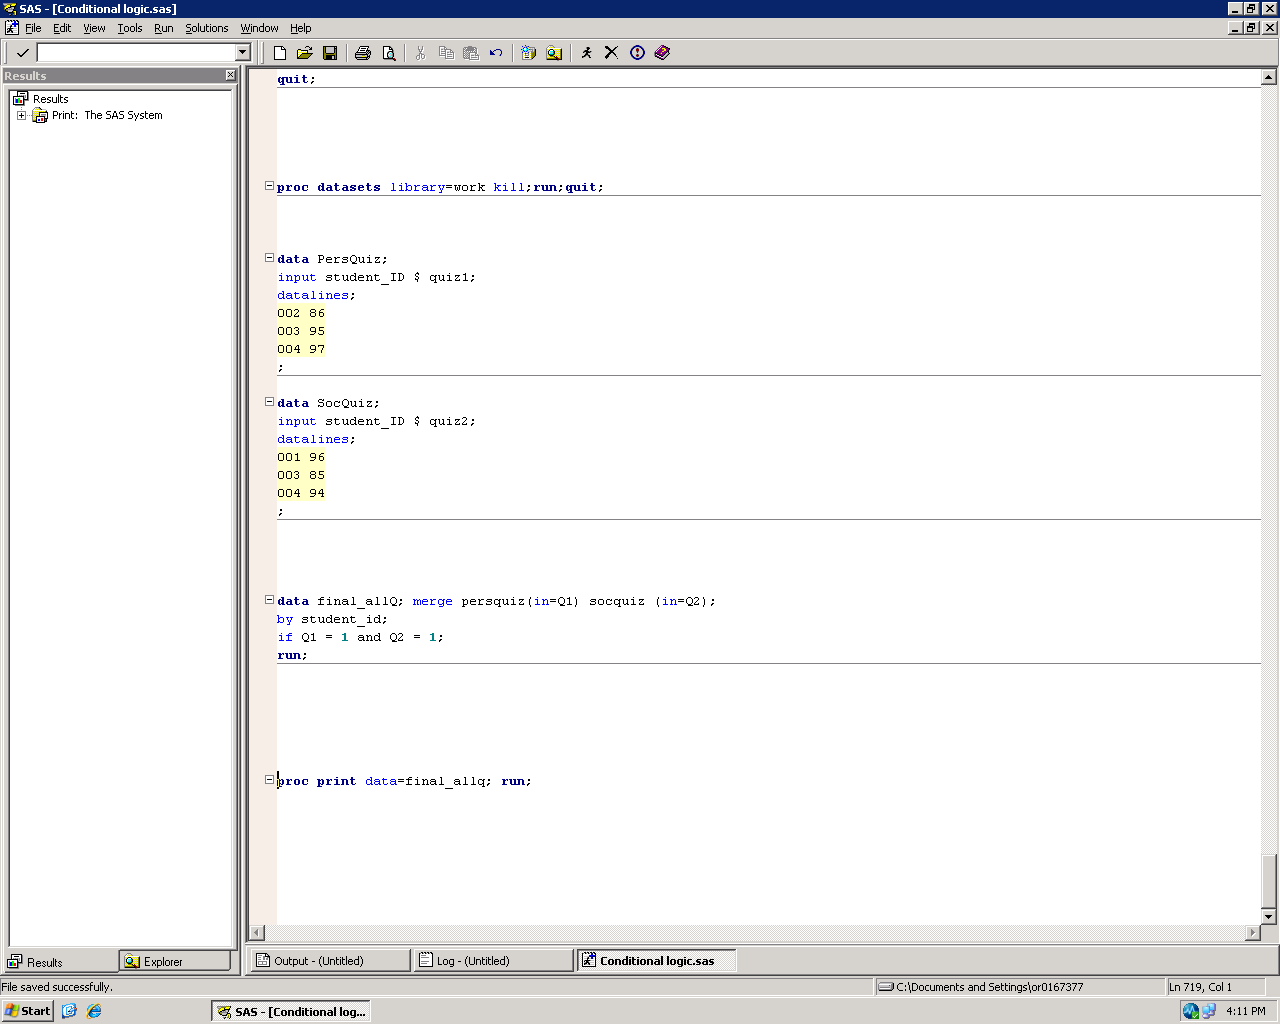 SAS - [Conditional logic.sas]
File Edit View Tools Run Solutions Window Help
Results
Results
Print: The SAS System
quit;
proc datasets library=work kill;run;quit;
data PersQuiz;
input student_ID $ quiz1;
datalines;
002 86
003 95
004 97
;
data SocQuiz;
input student_ID $ quiz2;
datalines;
001 96
003 85
004 94
;
data final_allQ; merge persquiz(in=Q1) socquiz (in=Q2);
by student_id;
if Q1 = 1 and Q2 = 1;
run;
proc print data=final_allq; run;
Results Explorer
Output - (Untitled) Log - (Untitled) Conditional logic.sas
File saved successfully. C:\Documents and Settings\or0167377 Ln 719, Col 1
Start SAS - [Conditional log... 4:11 PM